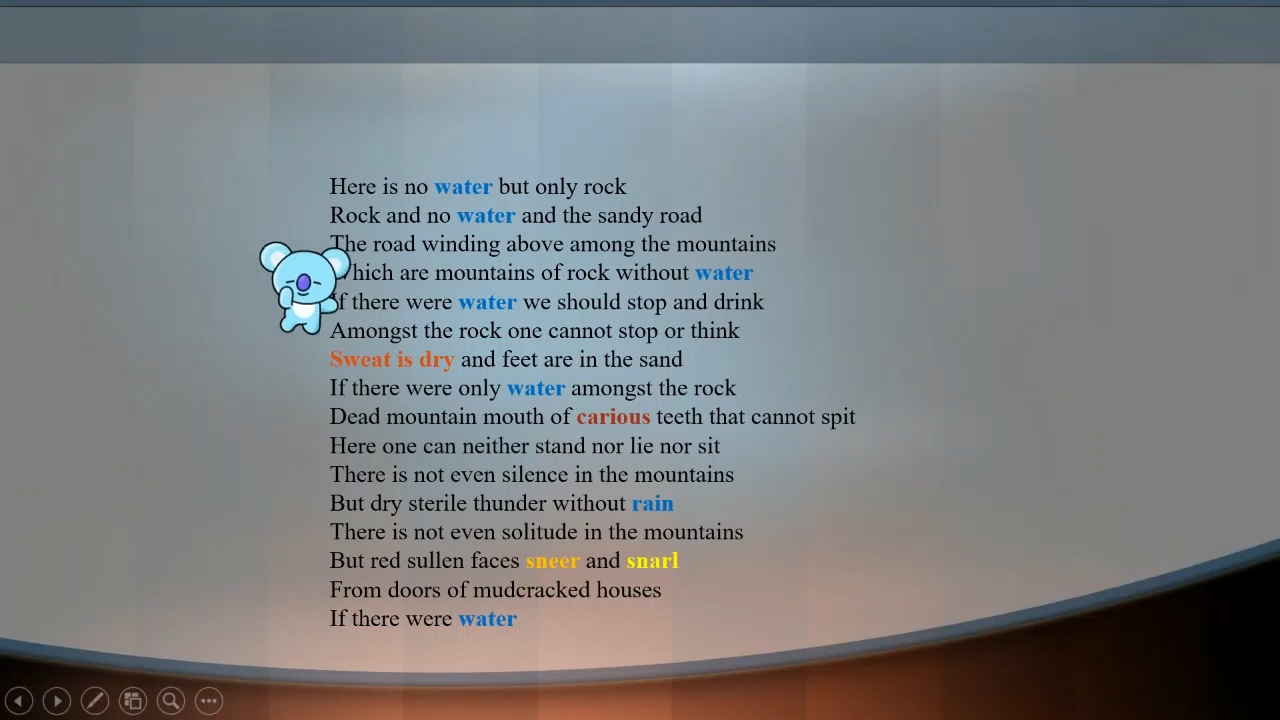 Here is no water but only rock
Rock and no water and the sandy road
The road winding above among the mountains
Which are mountains of rock without water
If there were water we should stop and drink
Amongst the rock one cannot stop or think
Sweat is dry and feet are in the sand
If there were only water amongst the rock
Dead mountain mouth of carious teeth that cannot spit
Here one can neither stand nor lie nor sit
There is not even silence in the mountains
But dry sterile thunder without rain
There is not even solitude in the mountains
But red sullen faces sneer and snarl
From doors of mudcracked houses
If there were water